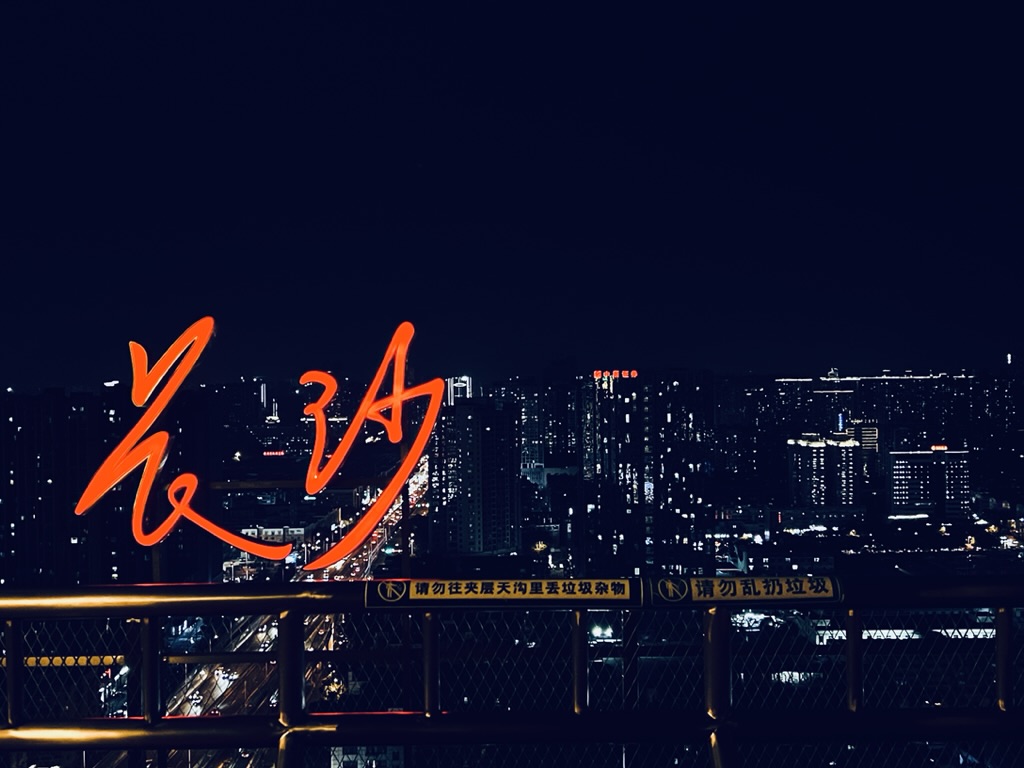 长沙
请勿往夹层天沟里丢垃圾杂物
请勿乱扔垃圾